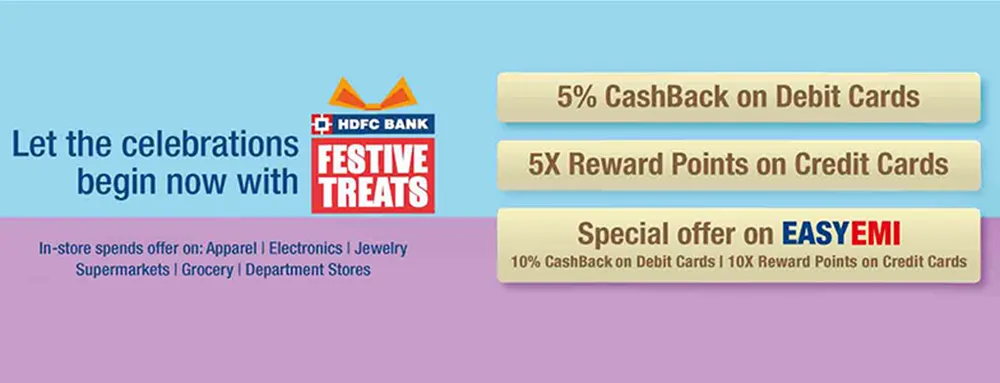 Let the celebrations
begin now with
HDFC BANK
FESTIVE
TREATS
In-store spends offer on: Apparel | Electronics | Jewelry
Supermarkets | Grocery | Department Stores
5% CashBack on Debit Cards
5X Reward Points on Credit Cards
Special offer on EASYEMI
10% CashBack on Debit Cards | 10X Reward Points on Credit Cards